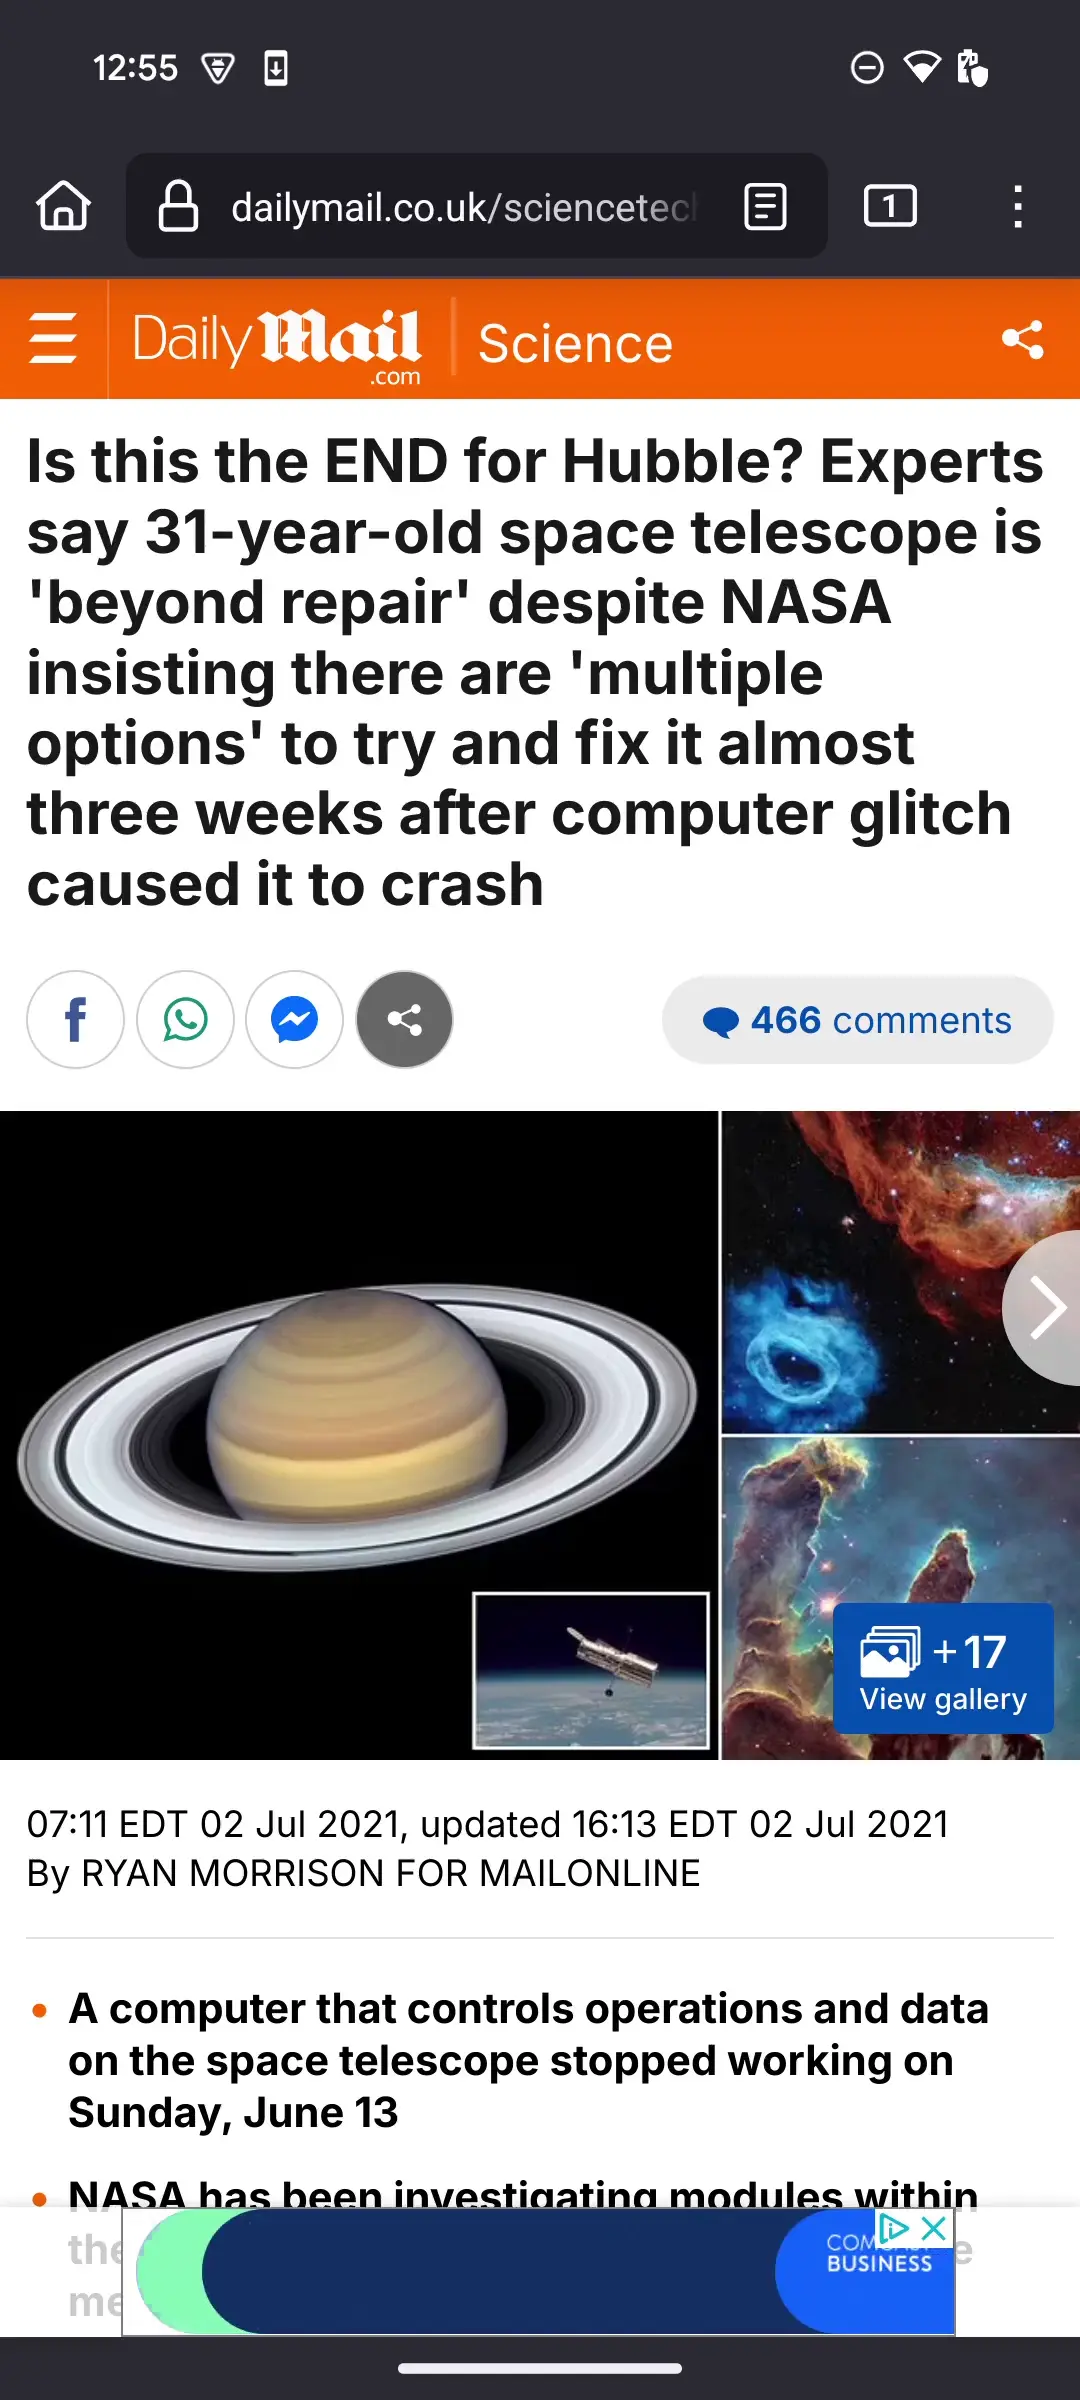 12:55
dailymail.co.uk/sciencetec
1
Daily Mail
.com
Science
Is this the END for Hubble? Experts
say 31-year-old space telescope is
'beyond repair' despite NASA
insisting there are 'multiple
options' to try and fix it almost
three weeks after computer glitch
caused it to crash
466 comments
+17
View gallery
07:11 EDT 02 Jul 2021, updated 16:13 EDT 02 Jul 2021
By RYAN MORRISON FOR MAILONLINE
• A computer that controls operations and data
on the space telescope stopped working on
Sunday, June 13
• NASA has been investigating modules within
the
BUSINESS